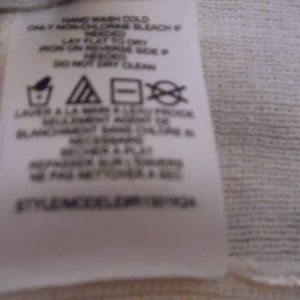 HAND WASH COLD
ONLY NON-CHLORINE BLEACH IF
NEEDED
LAY FLAT TO DRY
IRON ON REVERSE SIDE IF
NEEDED
DO NOT DRY CLEAN
LAVER A LA MAIN A L'EAU FROIDE
SEULEMENT AGENT DE
BLANCHIMENT SANS CHLORE SI
NECESSAIRE
SECHER A PLAT
REPASSER SUR L'ENVERS
NE PAS NETTOYER A SEC